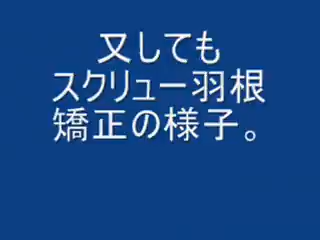 又しても
スクリュー羽根
矯正の様子。